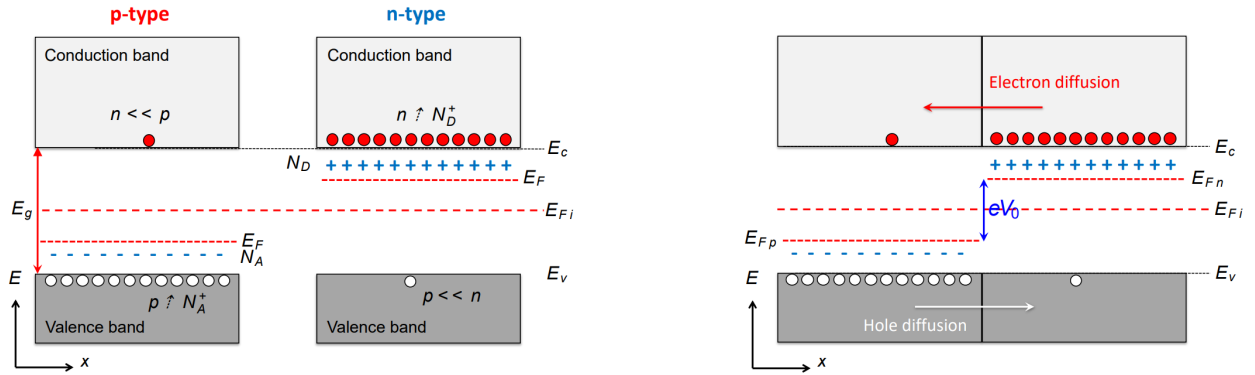 p-type
n-type
Conduction band
n << p
Conduction band
n ⇡ N_D^+
N_D
+ + + + + + + + + + + +
E_c
E_F
E_g
E_Fi
E_F
- - - - - - - - - - - -
N_A
E
E_v
p ⇡ N_A^+
p << n
Valence band
Valence band
x
Electron diffusion
E_c
+ + + + + + + + + + + +
E_Fn
eV_0
E_Fi
E_Fp
- - - - - - - - - - - -
E
E_v
Hole diffusion
x